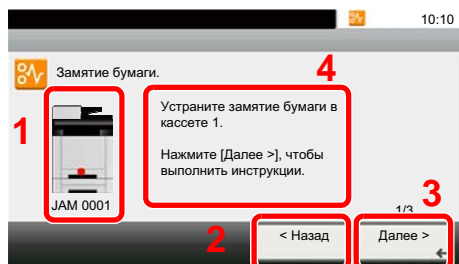 10:10
Замятие бумаги.
4
1
Устраните замятие бумаги в
кассете 1.
Нажмите [Далее >], чтобы
выполнить инструкции.
JAM 0001
1/3
3
2
< Назад
Далее >